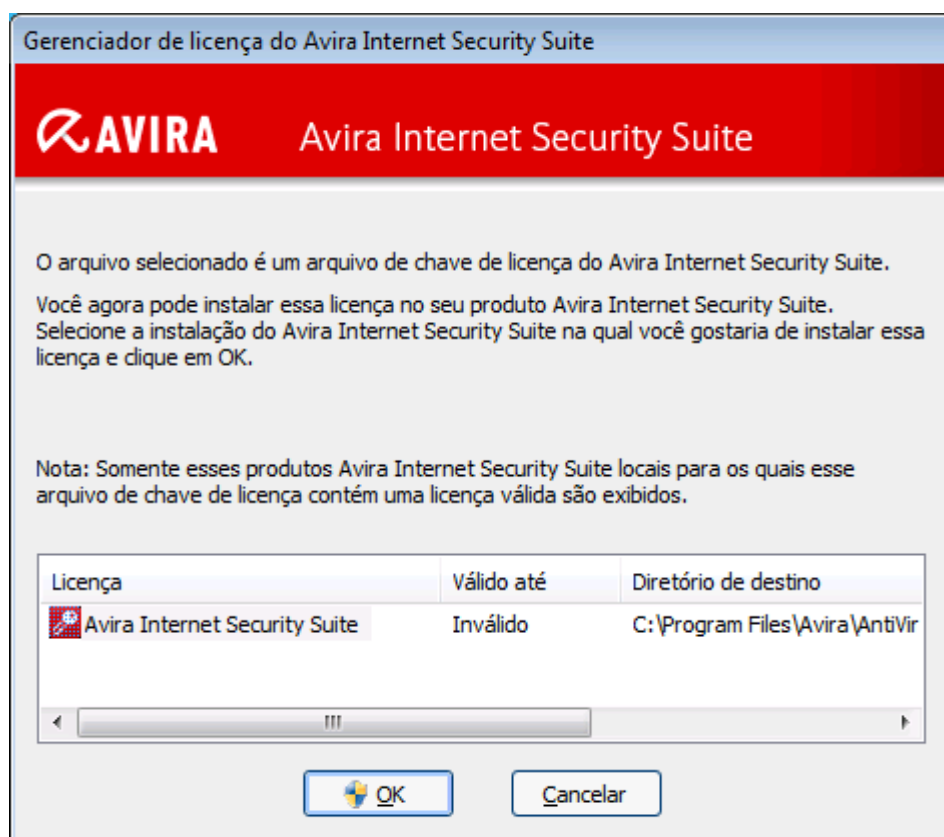 Gerenciador de licença do Avira Internet Security Suite
AVIRA Avira Internet Security Suite
O arquivo selecionado é um arquivo de chave de licença do Avira Internet Security Suite.
Você agora pode instalar essa licença no seu produto Avira Internet Security Suite.
Selecione a instalação do Avira Internet Security Suite na qual você gostaria de instalar essa
licença e clique em OK.
Nota: Somente esses produtos Avira Internet Security Suite locais para os quais esse
arquivo de chave de licença contém uma licença válida são exibidos.
Licença Válido até Diretório de destino
Avira Internet Security Suite Inválido C:\Program Files\Avira\AntiVir
OK Cancelar